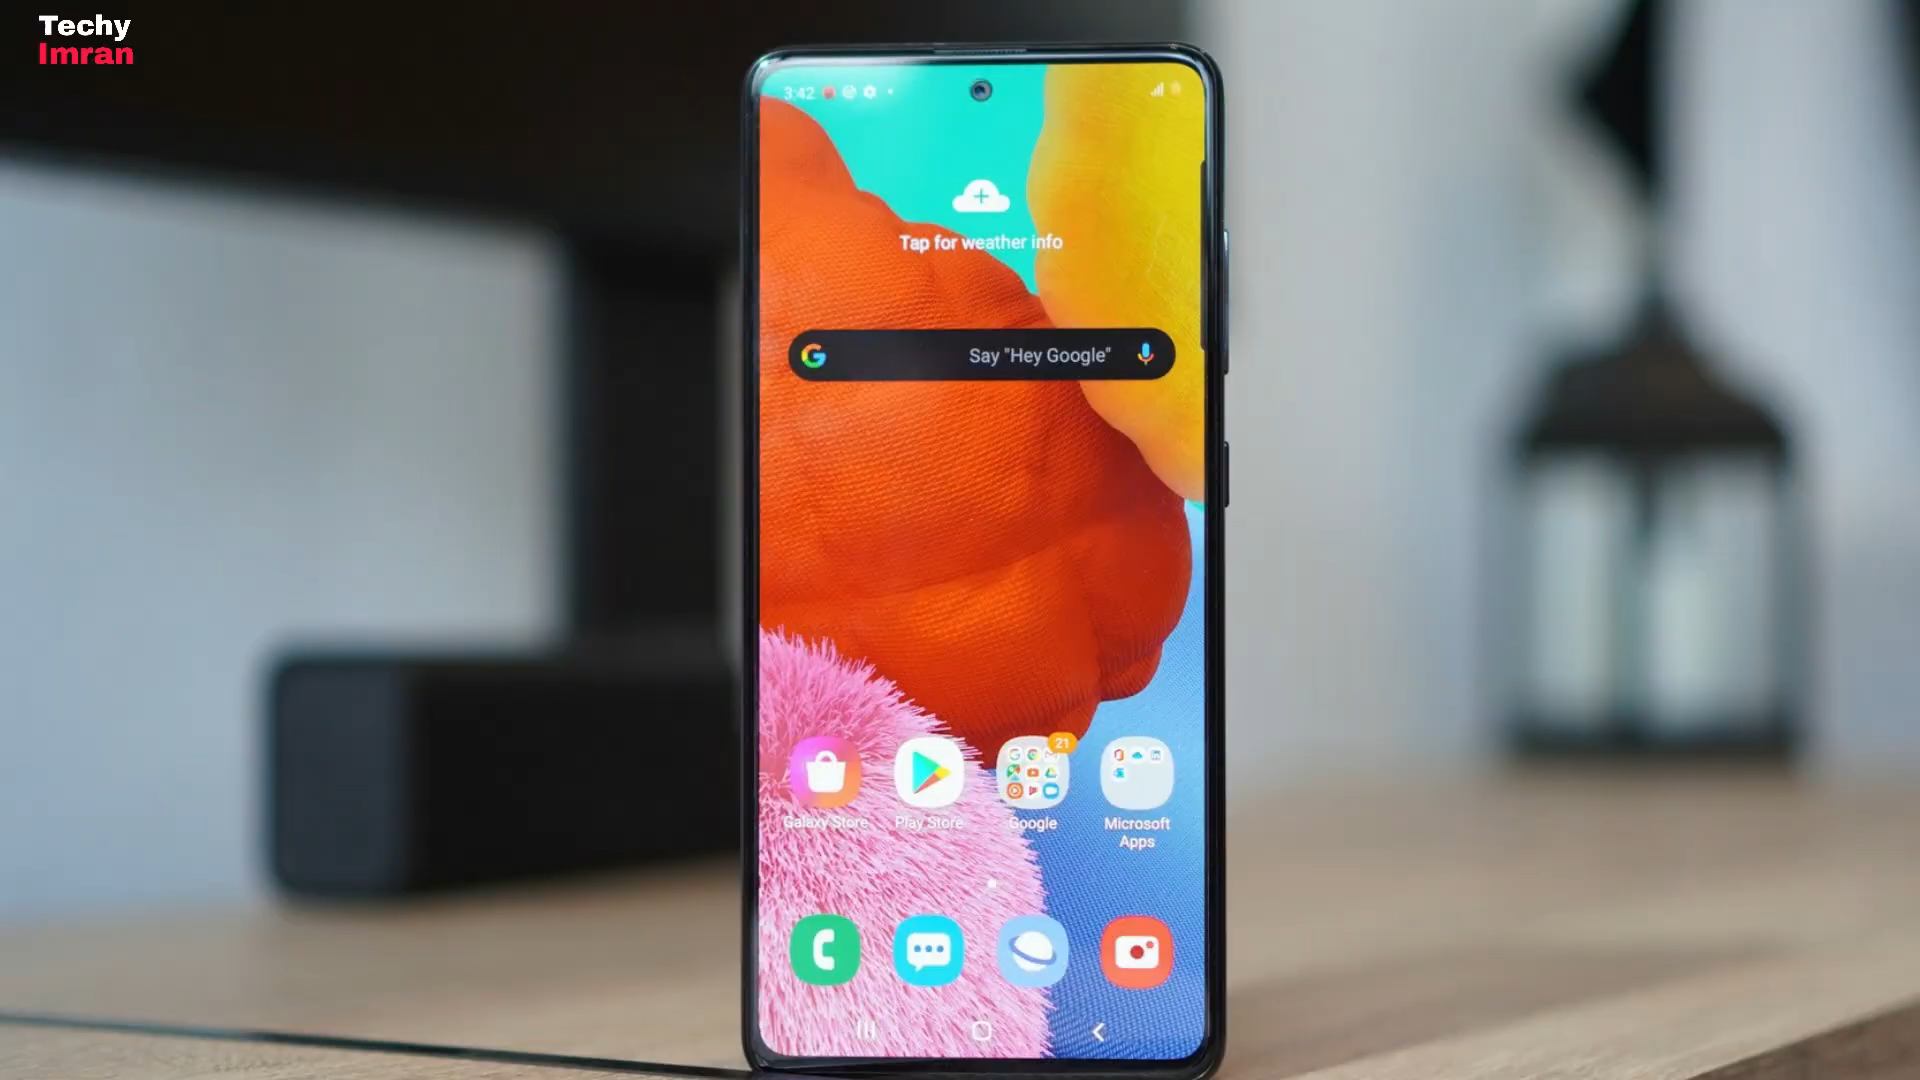 Techy
Imran
3:42
Tap for weather info
Say "Hey Google"
21
Galaxy Store
Play Store
Google
Microsoft
Apps